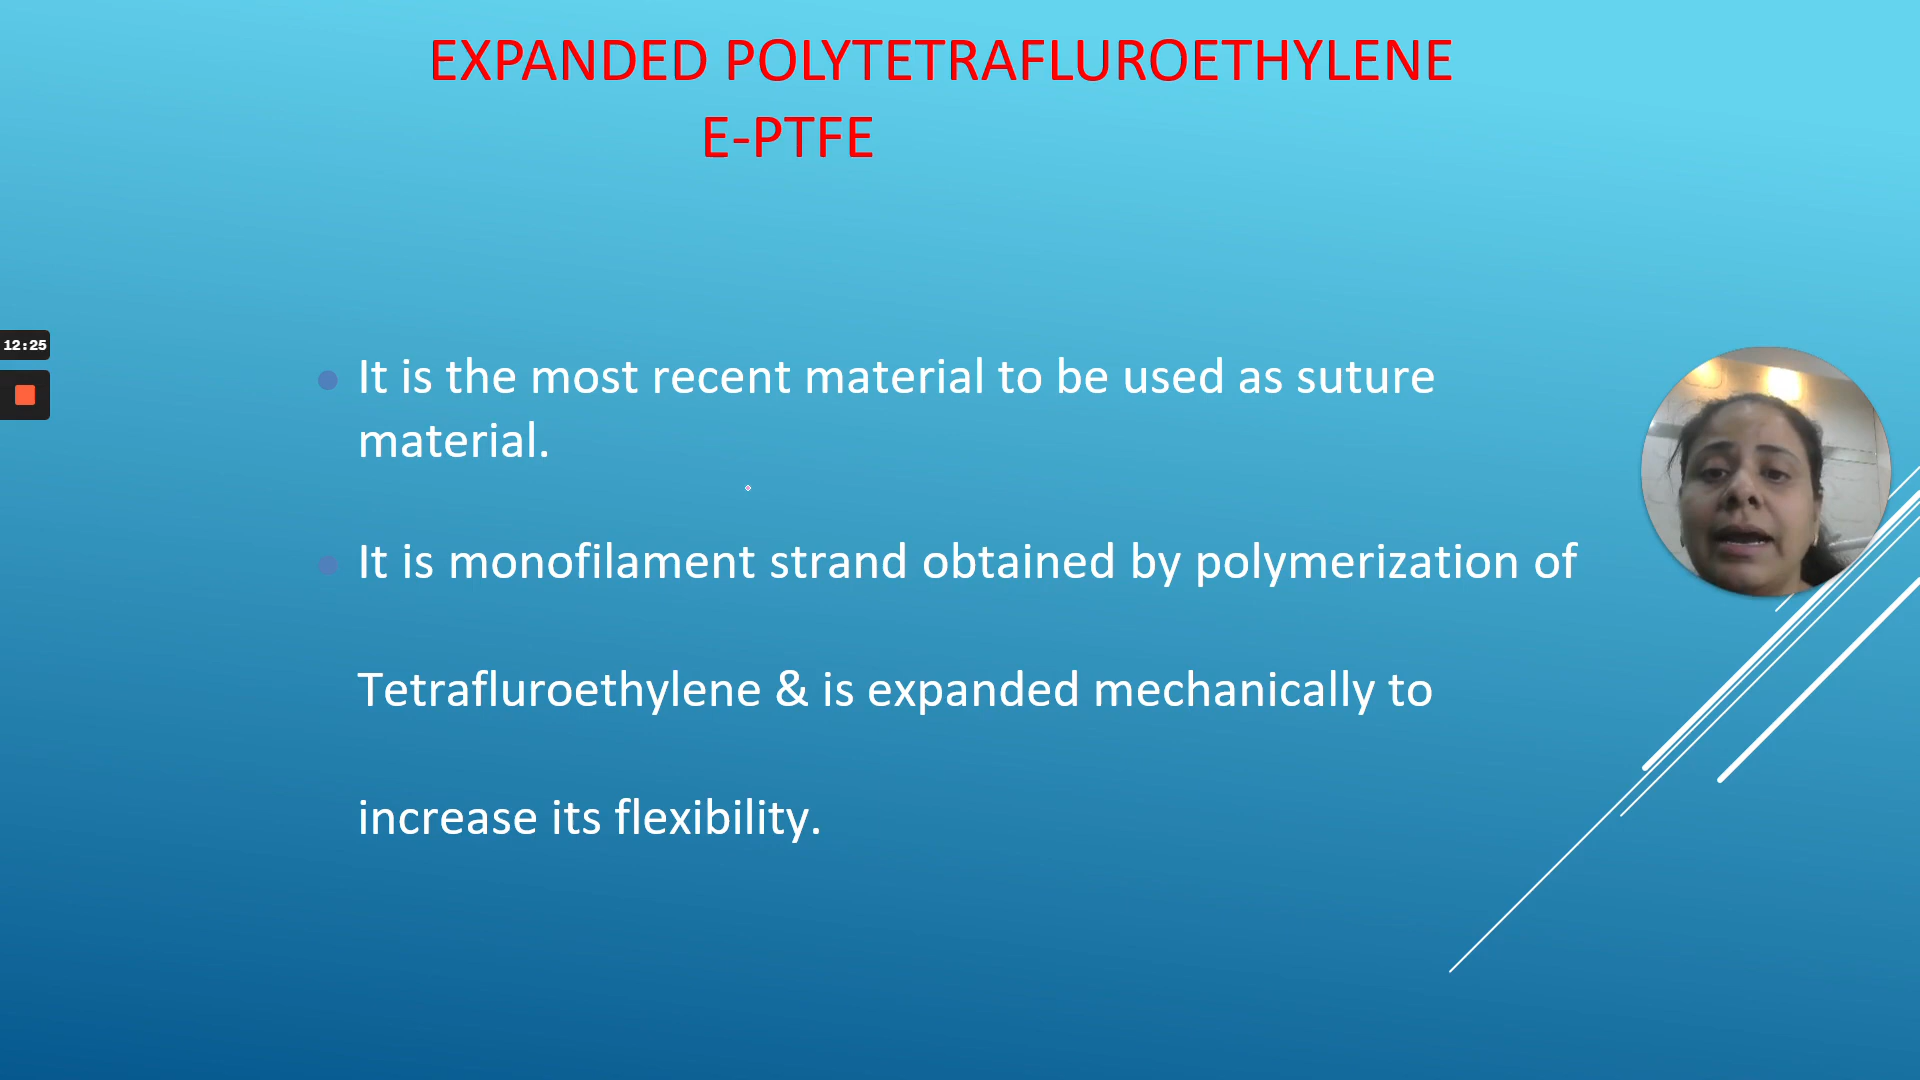 EXPANDED POLYTETRAFLUROETHYLENE
E-PTFE
12:25
It is the most recent material to be used as suture
material.
It is monofilament strand obtained by polymerization of
Tetrafluroethylene & is expanded mechanically to
increase its flexibility.